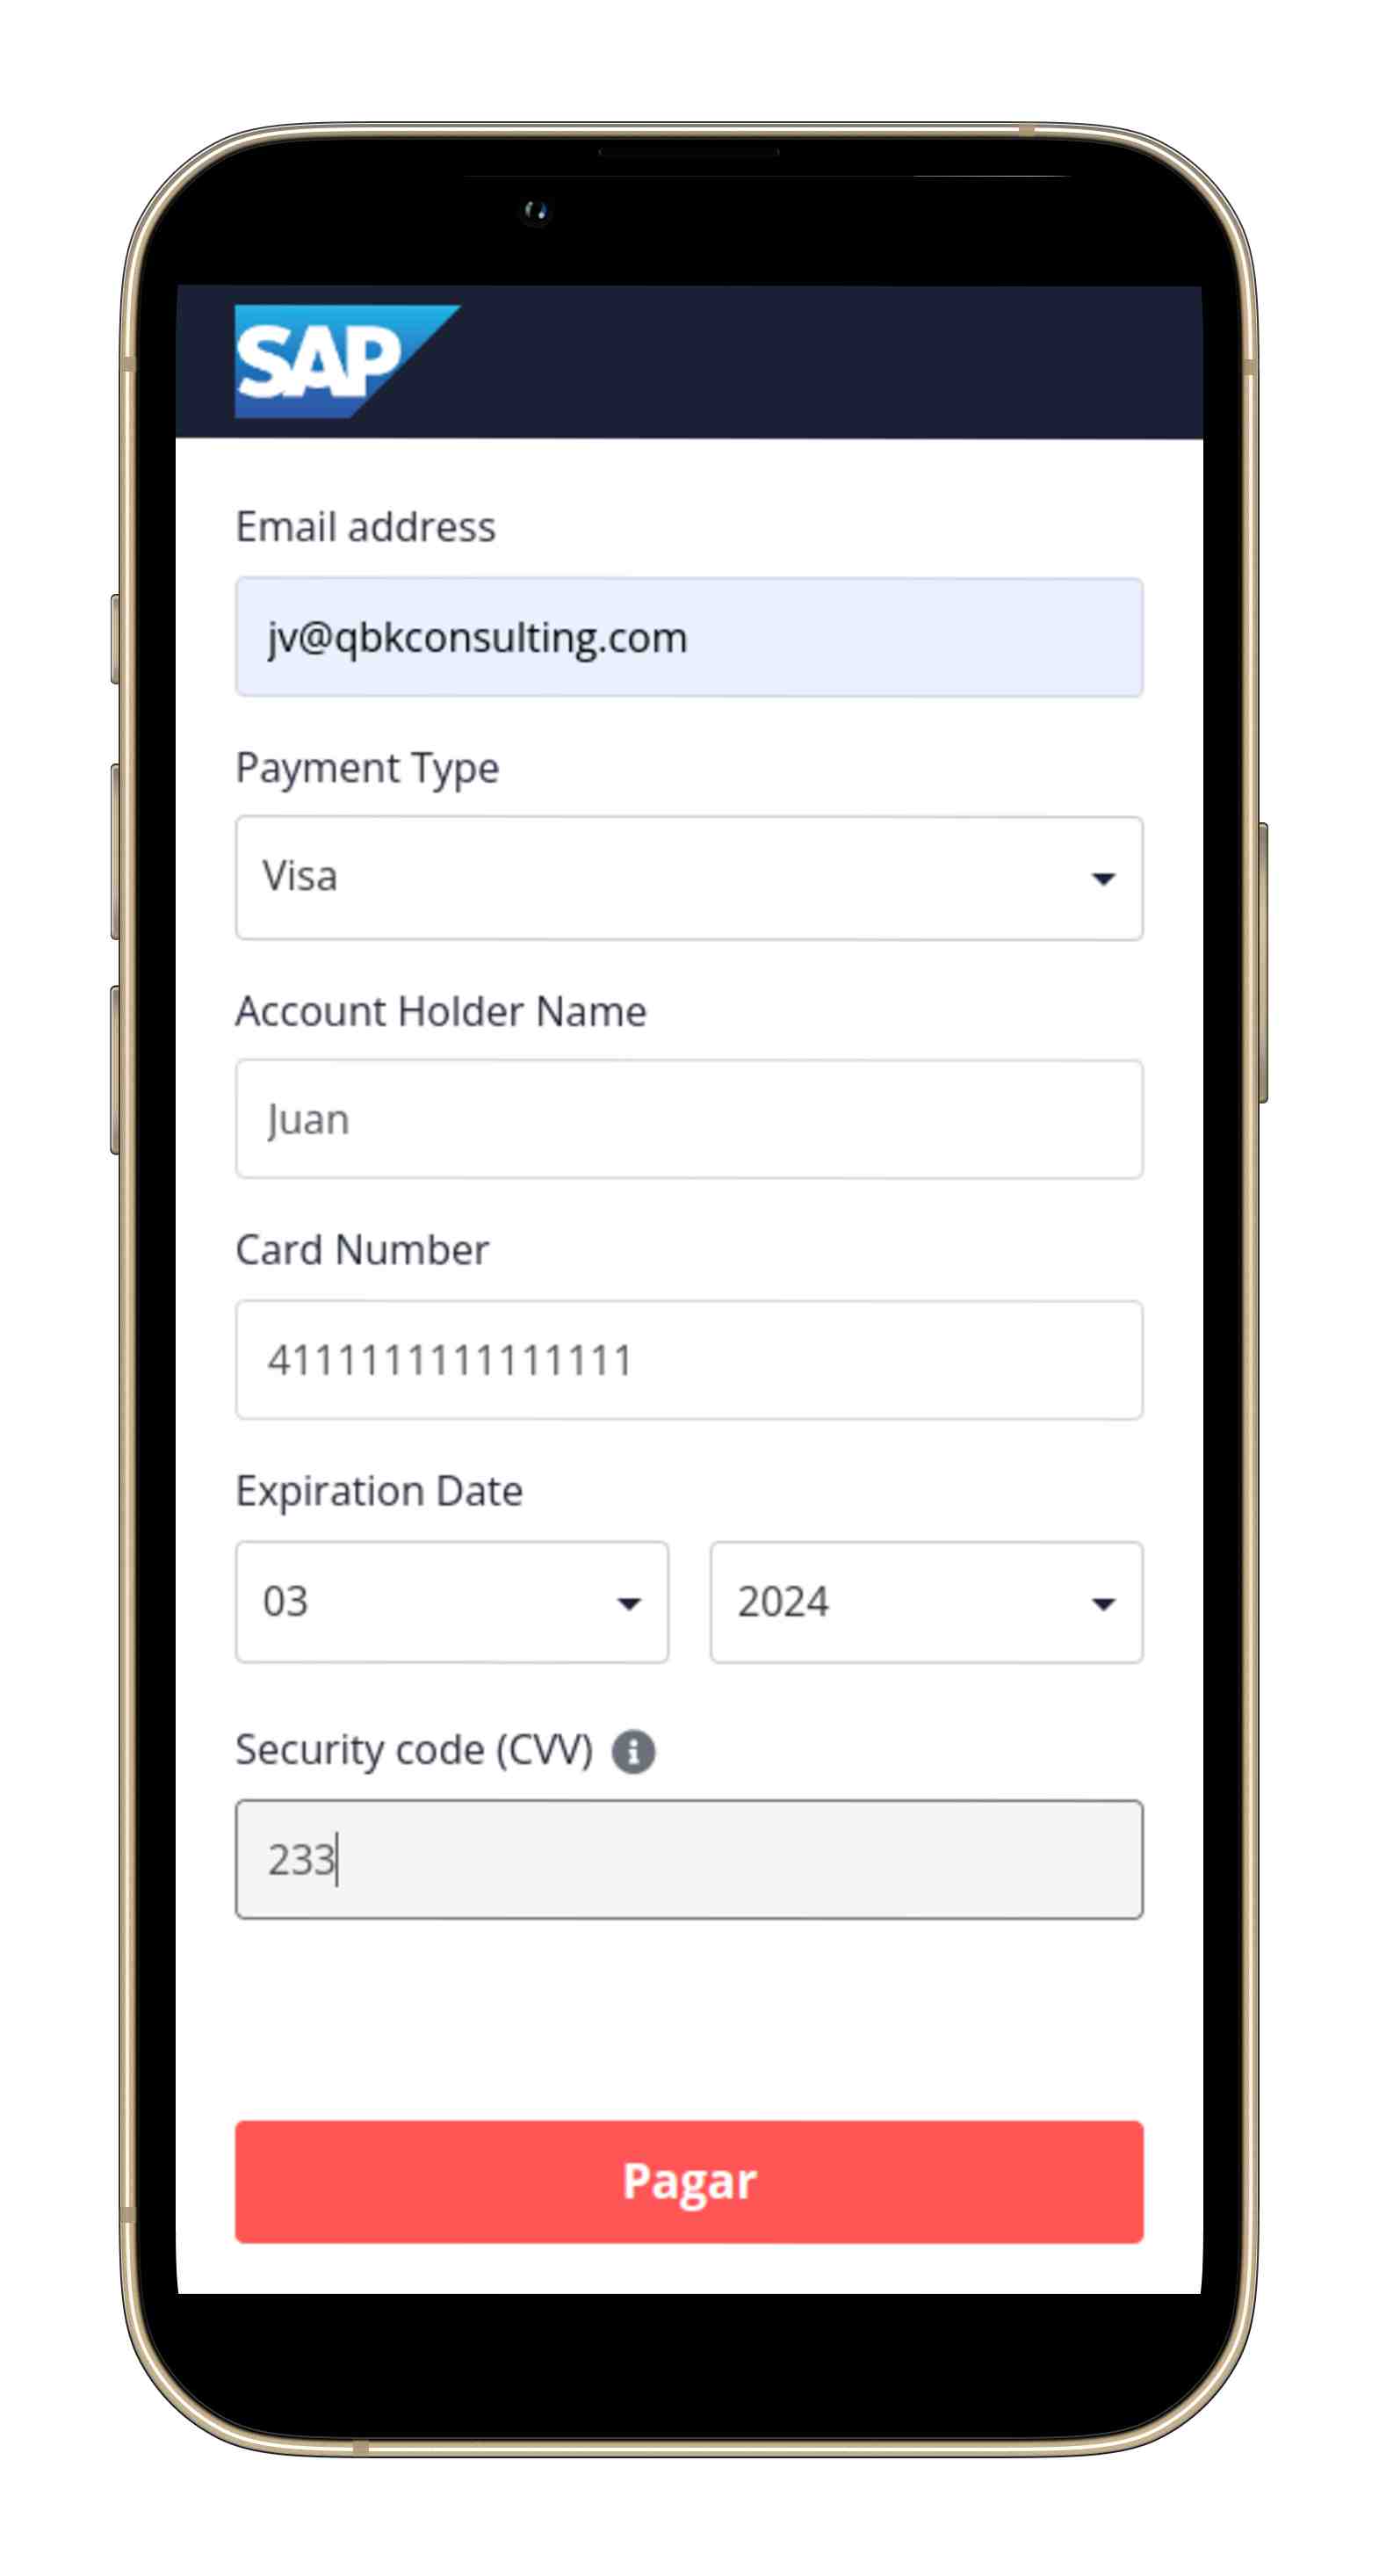 SAP
Email address
jv@qbkconsulting.com
Payment Type
Visa
Account Holder Name
Juan
Card Number
4111111111111111
Expiration Date
03 2024
Security code (CVV)
233
Pagar